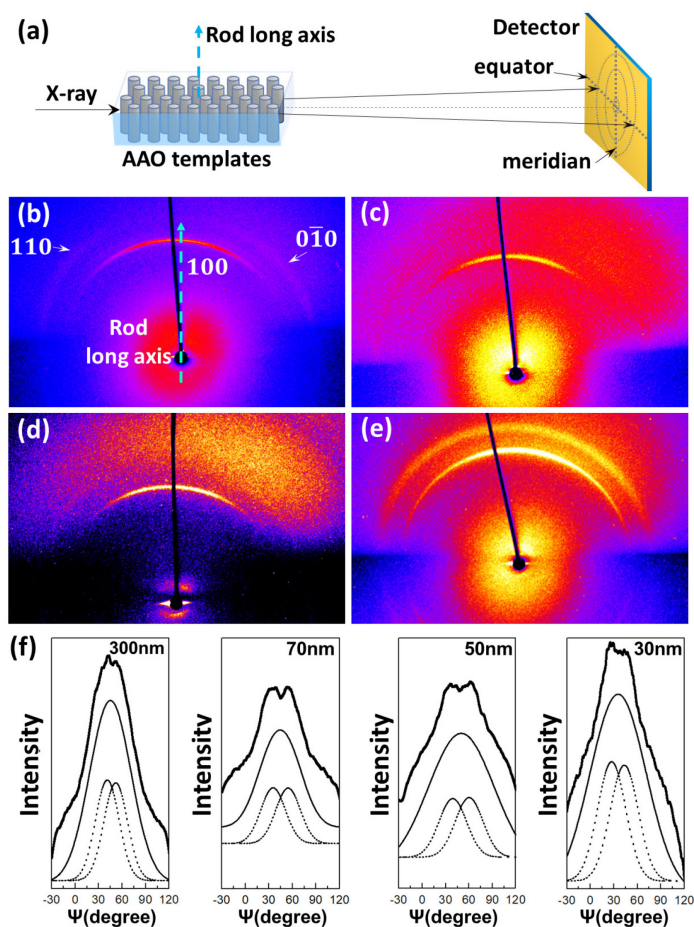 (a)
Rod long axis
Detector
equator
X-ray
AAO templates
meridian
(b)
110
01̅0
100
Rod
long axis
(c)
(d)
(e)
(f)
300nm
70nm
50nm
30nm
Intensity
Intensity
Intensity
Intensity
-30 0 30 60 90 120
-30 0 30 60 90 120
-30 0 30 60 90 120
-30 0 30 60 90 120
Ψ(degree)
Ψ(degree)
Ψ(degree)
Ψ(degree)